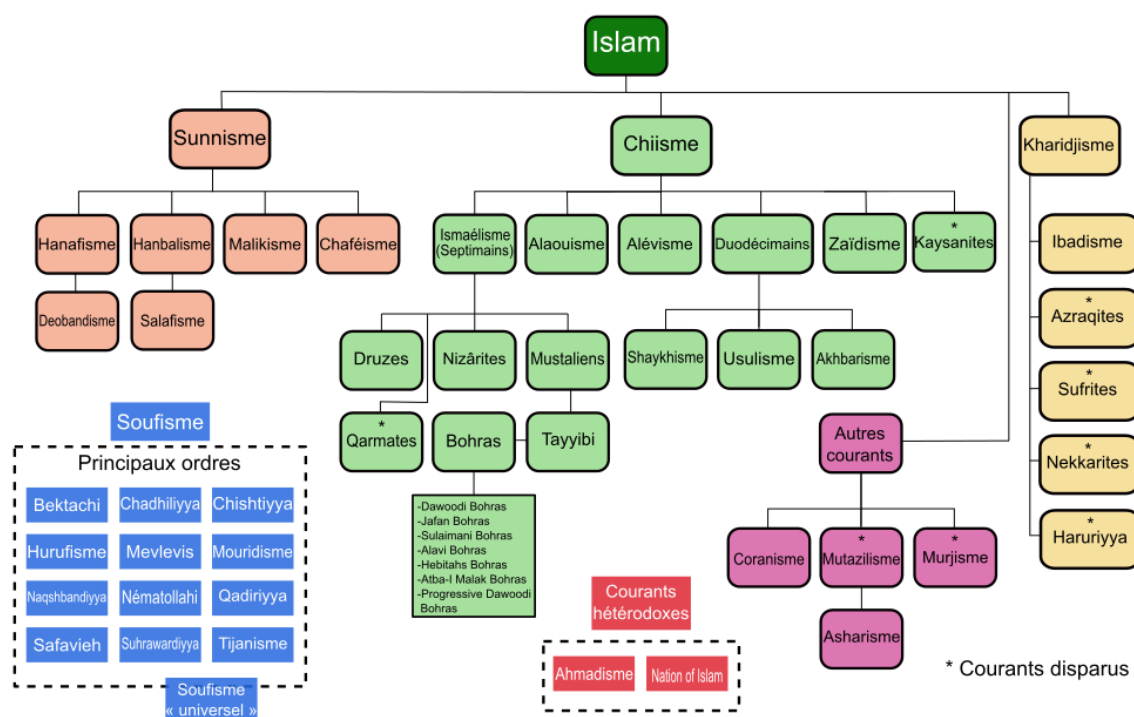 Islam
Sunnisme
Chiisme
Kharidjisme
Hanafisme
Hanbalisme
Malikisme
Chaféisme
Ismaélisme
(Septimains)
Alaouisme
Alévisme
Duodécimains
Zaïdisme
*
Kaysanites
Ibadisme
Deobandisme
Salafisme
*
Azraqites
Druzes
Nizârites
Mustaliens
Shaykhisme
Usulisme
Akhbarisme
*
Sufrites
*
Qarmates
Bohras
Tayyibi
Autres
courants
*
Nekkarites
*
Haruriyya
-Dawoodi Bohras
-Jafan Bohras
-Sulaimani Bohras
-Alavi Bohras
-Hebitahs Bohras
-Atba-I Malak Bohras
-Progressive Dawoodi
Bohras
Coranisme
*
Mutazilisme
*
Murjisme
Asharisme
Soufisme
Principaux ordres
Bektachi
Chadhiliyya
Chishtiyya
Hurufisme
Mevlevis
Mouridisme
Naqshbandiyya
Nématollahi
Qadiriyya
Safavieh
Suhrawardiyya
Tijanisme
Soufisme
« universel »
Courants
hétérodoxes
Ahmadisme
Nation of Islam
* Courants disparus